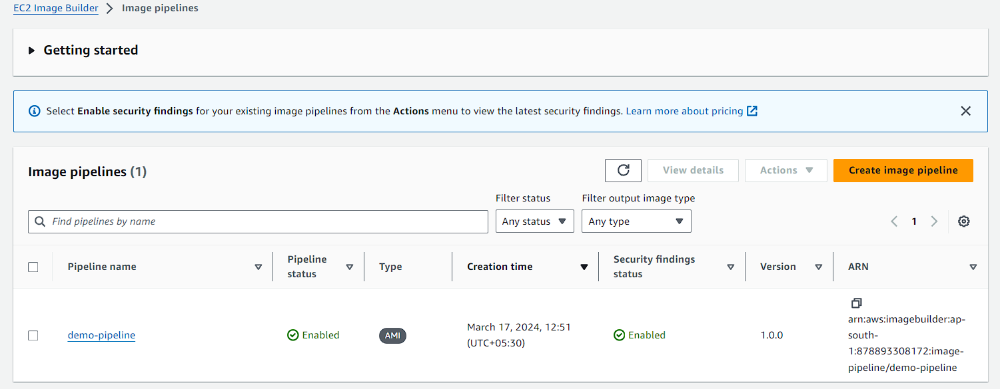 EC2 Image Builder > Image pipelines
Getting started
Select Enable security findings for your existing image pipelines from the Actions menu to view the latest security findings. Learn more about pricing
Image pipelines (1)
View details
Actions
Create image pipeline
Filter status
Filter output image type
Find pipelines by name
Any status
Any type
1
Pipeline name
Pipeline
status
Type
Creation time
Security findings
status
Version
ARN
demo-pipeline
Enabled
AMI
March 17, 2024, 12:51
(UTC+05:30)
Enabled
1.0.0
arn:aws:imagebuilder:ap-
south-
1:878893308172:image-
pipeline/demo-pipeline